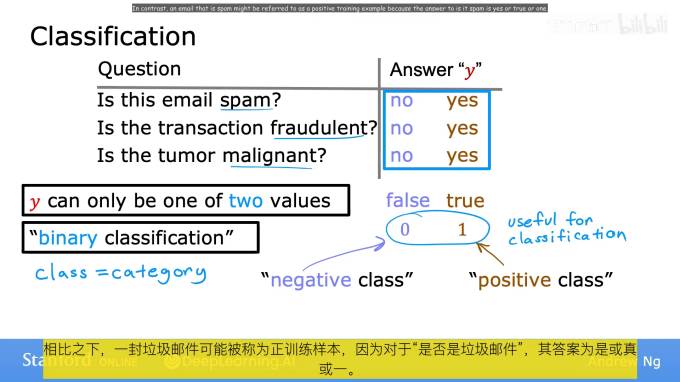 In contrast, an email that is spam might be referred to as a positive training example because the answer to is it spam is yes or true or one.
bilibili
Classification
Question Answer “y”
Is this email spam? no yes
Is the transaction fraudulent? no yes
Is the tumor malignant? no yes
y can only be one of two values
false true
0 1
useful for
classification
“binary classification”
class = category
“negative class” “positive class”
相比之下，一封垃圾邮件可能被称为正训练样本，因为对于“是否是垃圾邮件”，其答案为是或真
或一。
Stanford ONLINE DeepLearning.AI Andrew Ng